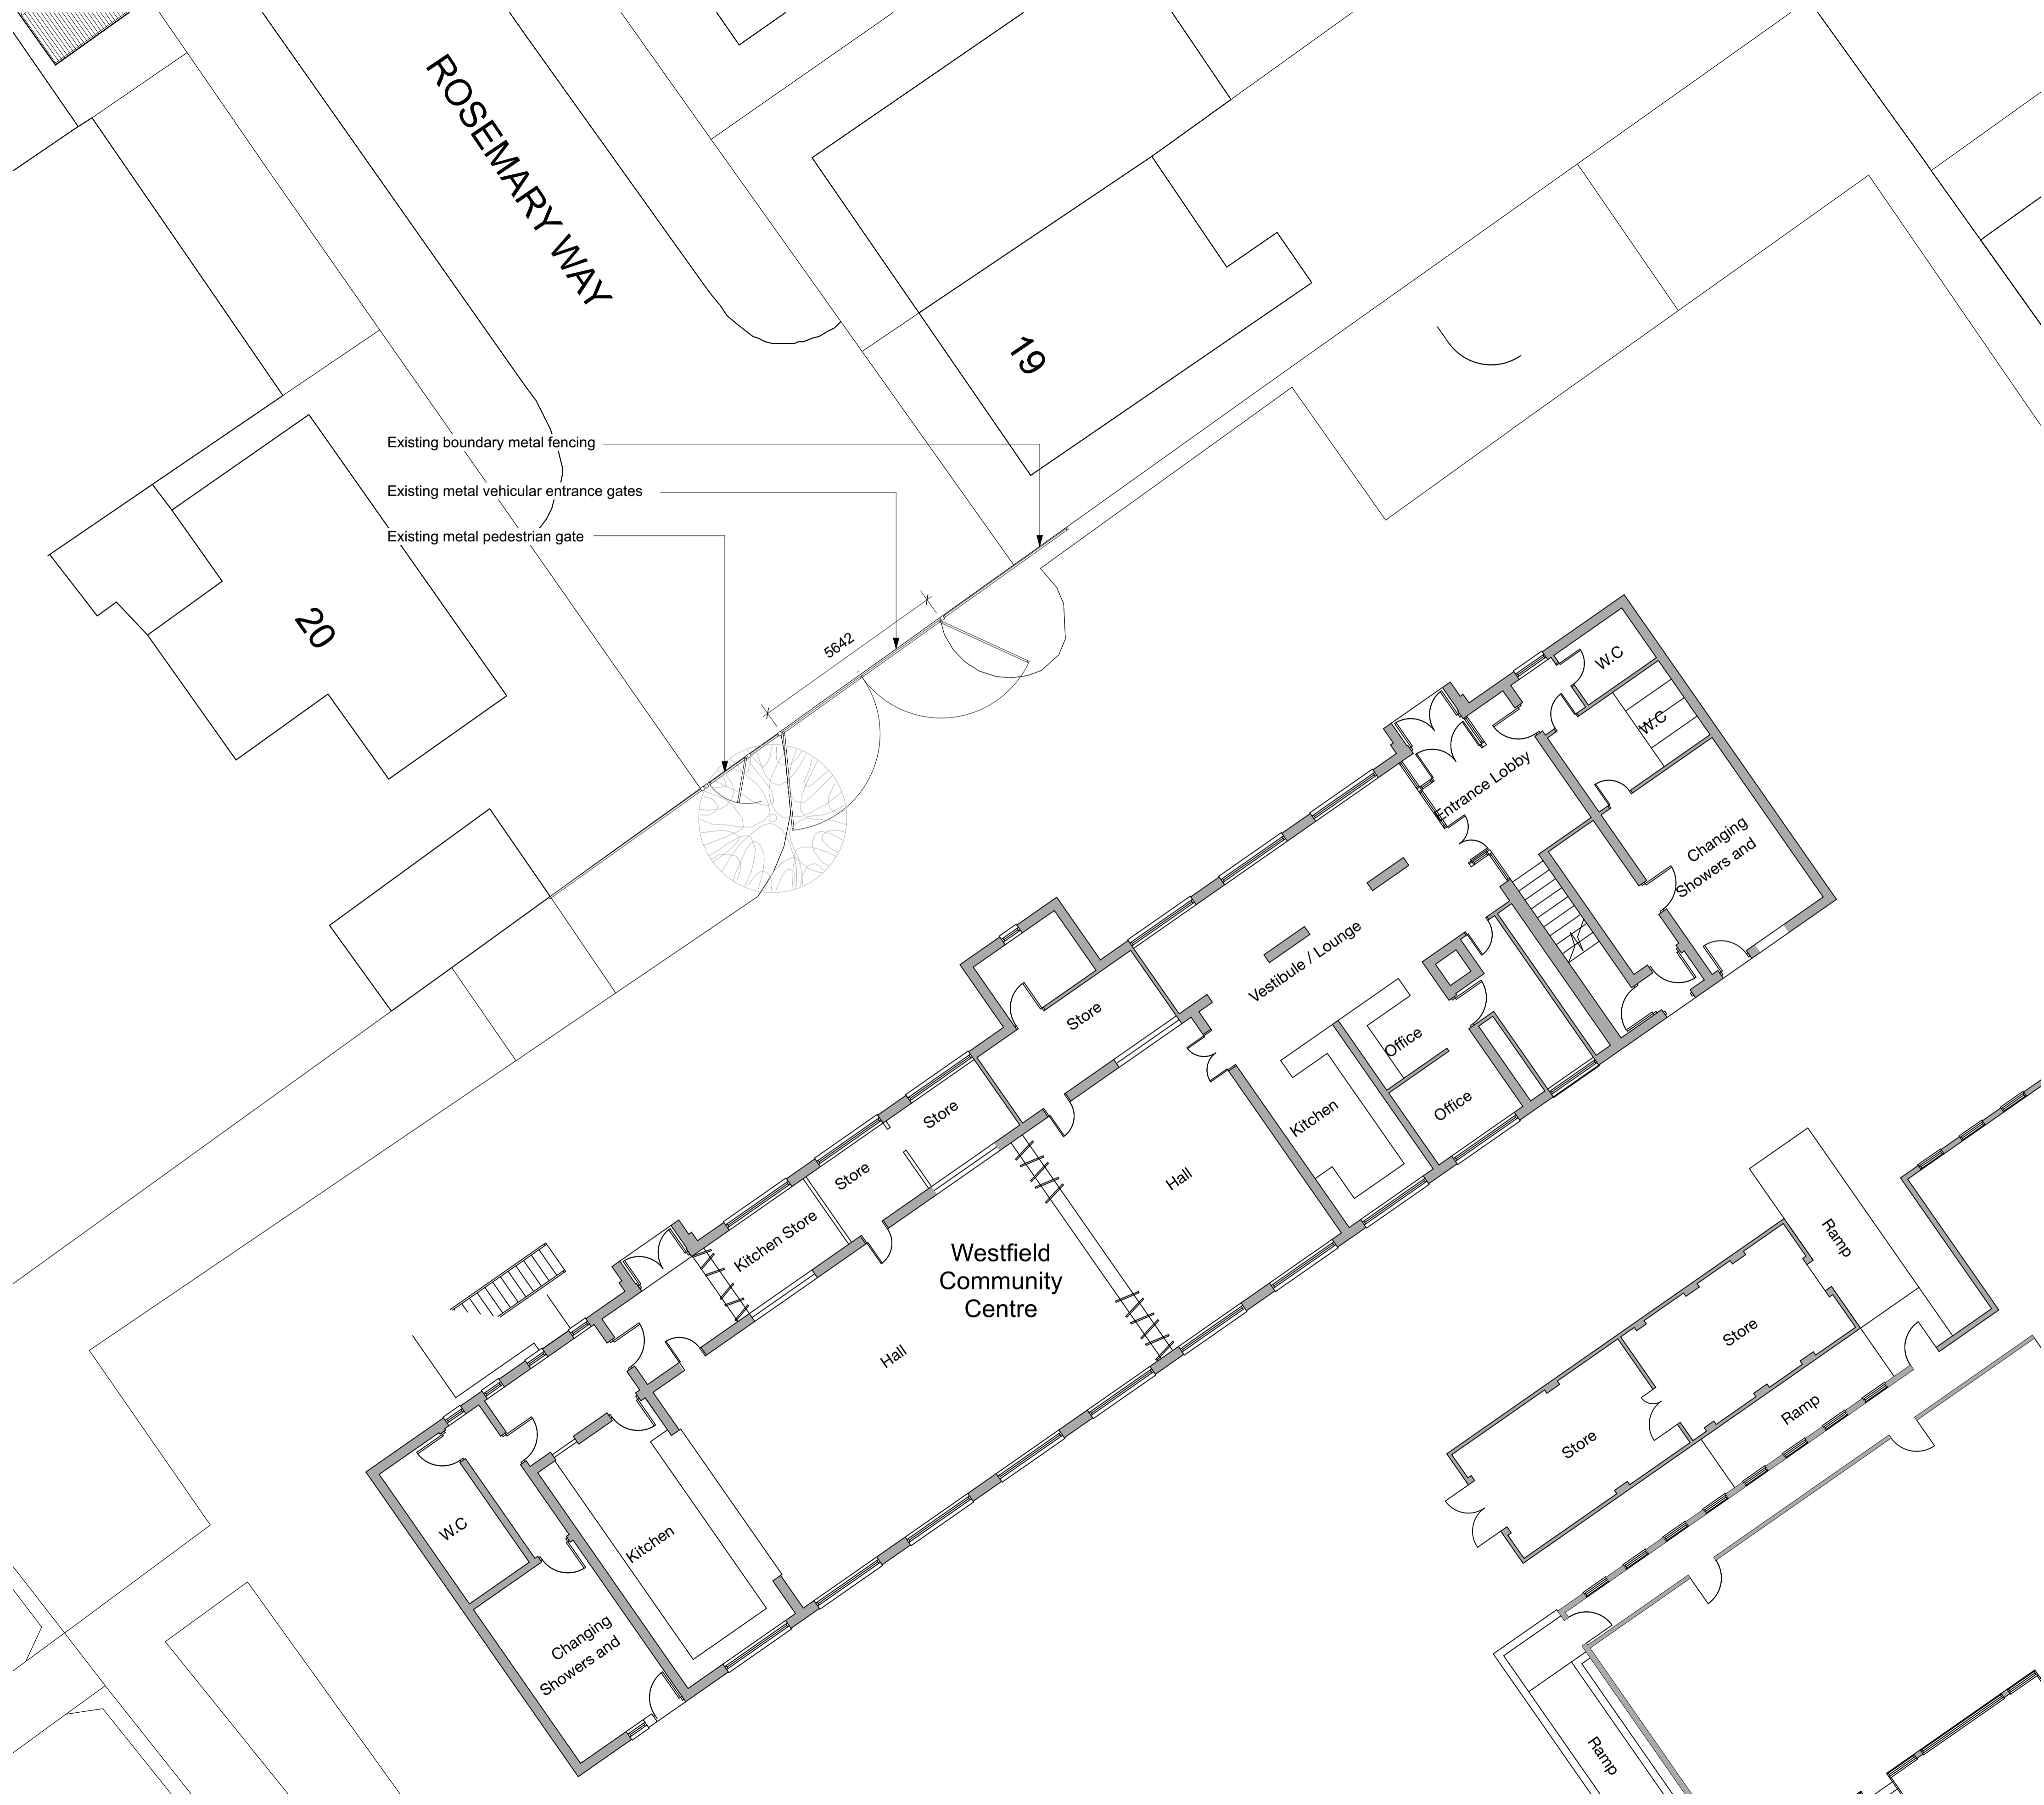 ROSEMARY WAY
19
Existing boundary metal fencing
Existing metal vehicular entrance gates
Existing metal pedestrian gate
20
5642
W.C
W.C
Entrance Lobby
Changing
Showers and
Vestibule / Lounge
Store
Office
Office
Kitchen
Store
Store
Hall
Kitchen Store
Westfield
Community
Centre
Hall
Ramp
Store
Ramp
Store
W.C
Kitchen
Changing
Showers and
Ramp